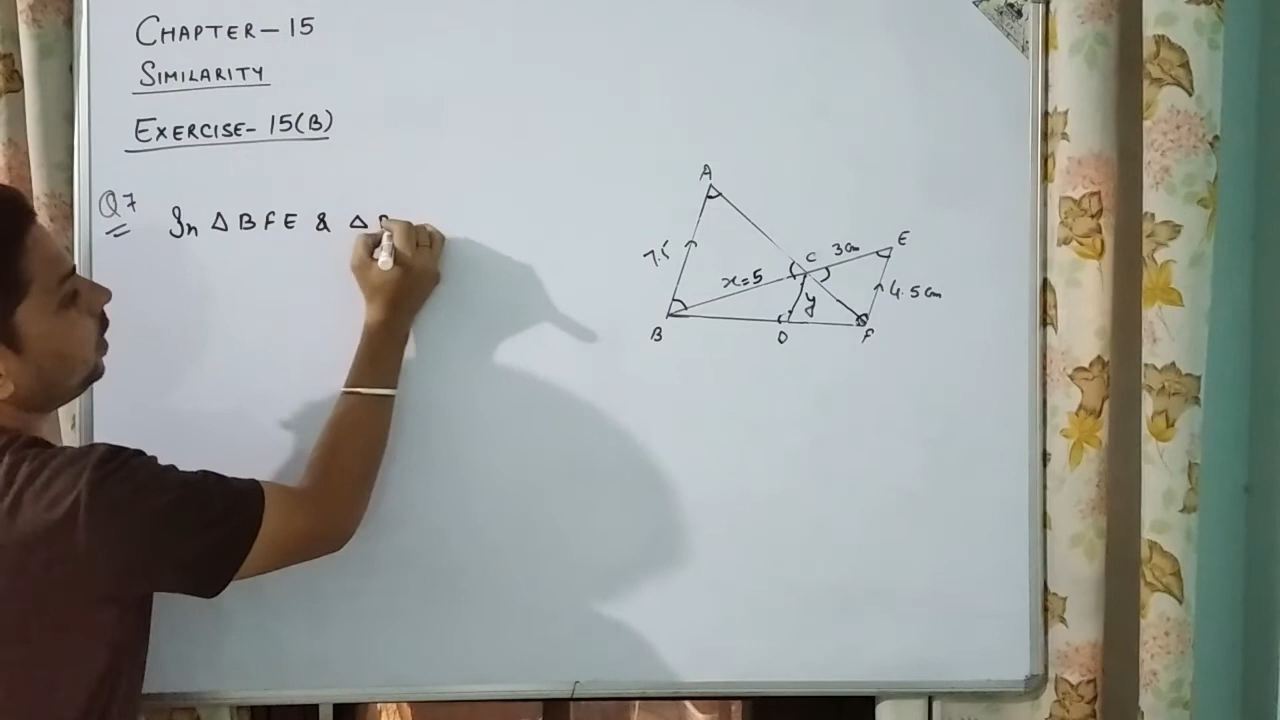 CHAPTER-15
SIMILARITY
EXERCISE-15(B)
Q7 In △ BFE & △
A
7.5
x=5
C 3cm E
y
4.5cm
B D F